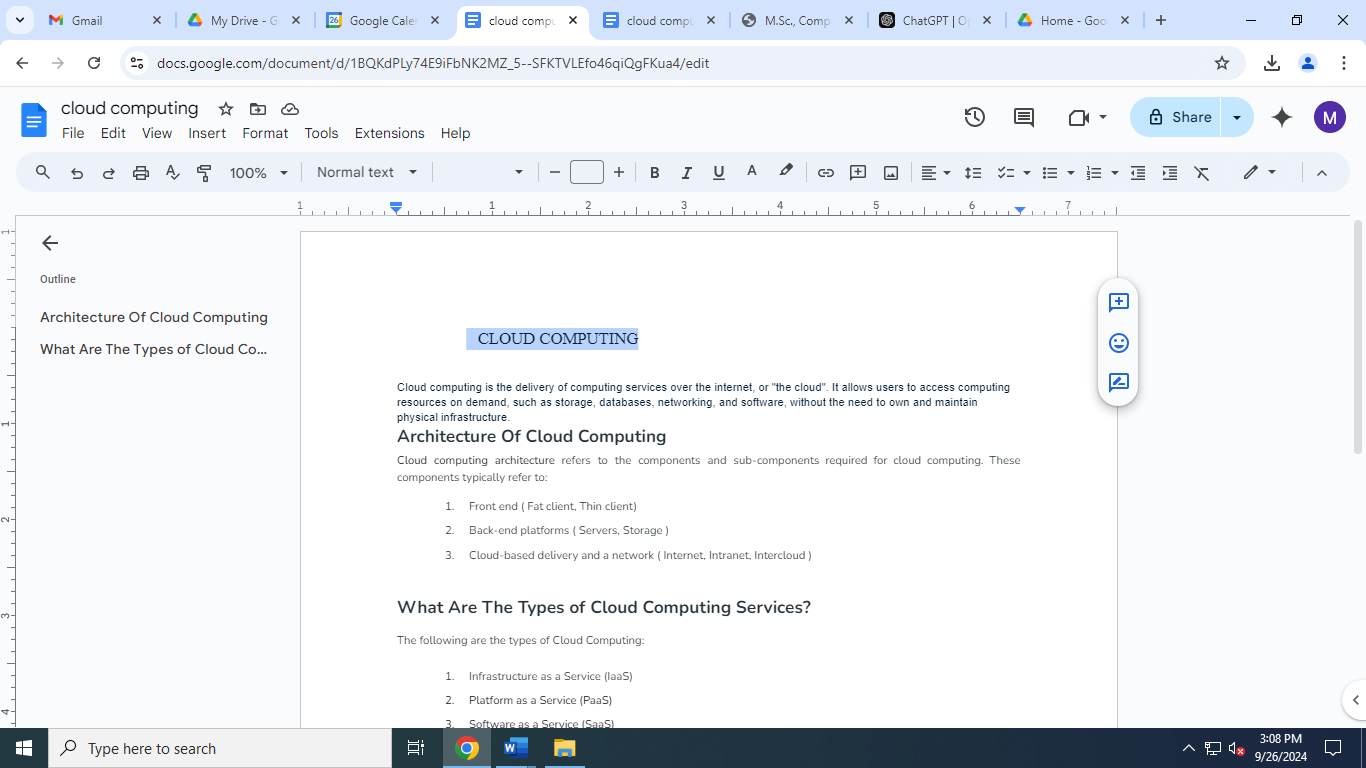 Gmail
My Drive - G
Google Caler
cloud compu
cloud compu
M.Sc., Comp
ChatGPT | O
Home - Goo
docs.google.com/document/d/1BQKdPLy74E9iFbNK2MZ_5--SFKTVLEfo46qiQgFKua4/edit
cloud computing
File Edit View Insert Format Tools Extensions Help
Share
M
100% Normal text
1 1 2 3 4 5 6 7
Outline
Architecture Of Cloud Computing
What Are The Types of Cloud Co...
CLOUD COMPUTING
Cloud computing is the delivery of computing services over the internet, or "the cloud". It allows users to access computing
resources on demand, such as storage, databases, networking, and software, without the need to own and maintain
physical infrastructure.
Architecture Of Cloud Computing
Cloud computing architecture refers to the components and sub-components required for cloud computing. These
components typically refer to:
1. Front end ( Fat client, Thin client)
2. Back-end platforms ( Servers, Storage )
3. Cloud-based delivery and a network ( Internet, Intranet, Intercloud )
What Are The Types of Cloud Computing Services?
The following are the types of Cloud Computing:
1. Infrastructure as a Service (IaaS)
2. Platform as a Service (PaaS)
3. Software as a Service (SaaS)
Type here to search
3:08 PM
9/26/2024